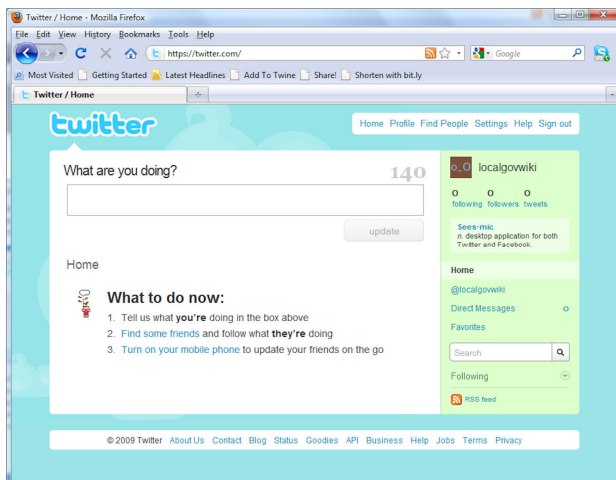 Twitter / Home - Mozilla Firefox
File Edit View History Bookmarks Tools Help
https://twitter.com/
Google
Most Visited Getting Started Latest Headlines Add To Twine Share! Shorten with bit.ly
Twitter / Home
twitter
Home Profile Find People Settings Help Sign out
What are you doing?
140
update
Home
What to do now:
1. Tell us what you're doing in the box above
2. Find some friends and follow what they're doing
3. Turn on your mobile phone to update your friends on the go
o_O localgovwiki
0 0 0
following followers tweets
Sees-mic
n. desktop application for both
Twitter and Facebook.
Home
@localgovwiki
Direct Messages 0
Favorites
Search
Following
RSS feed
© 2009 Twitter About Us Contact Blog Status Goodies API Business Help Jobs Terms Privacy